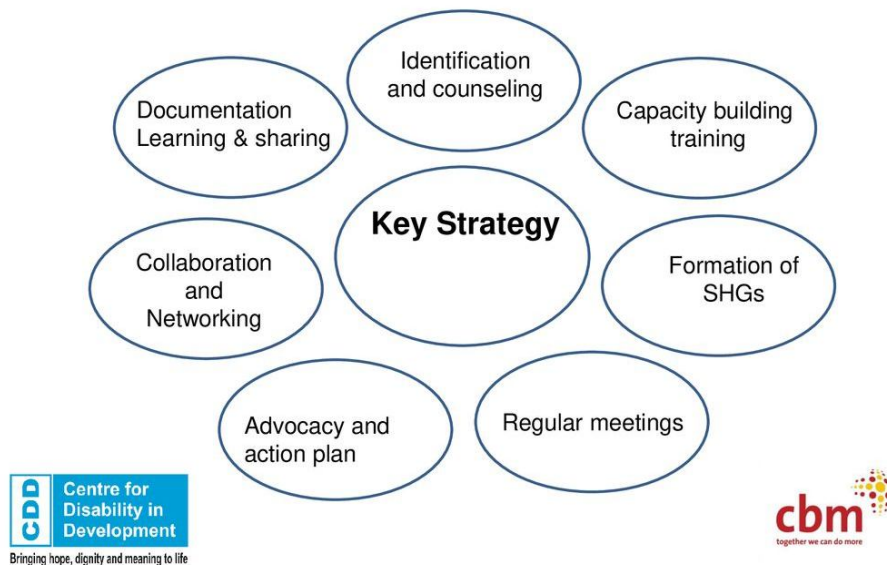 Identification
and counseling
Documentation
Learning & sharing
Capacity building
training
Key Strategy
Collaboration
and
Networking
Formation of
SHGs
Advocacy and
action plan
Regular meetings
CDD
Centre for
Disability in
Development
Bringing hope, dignity and meaning to life
cbm
together we can do more